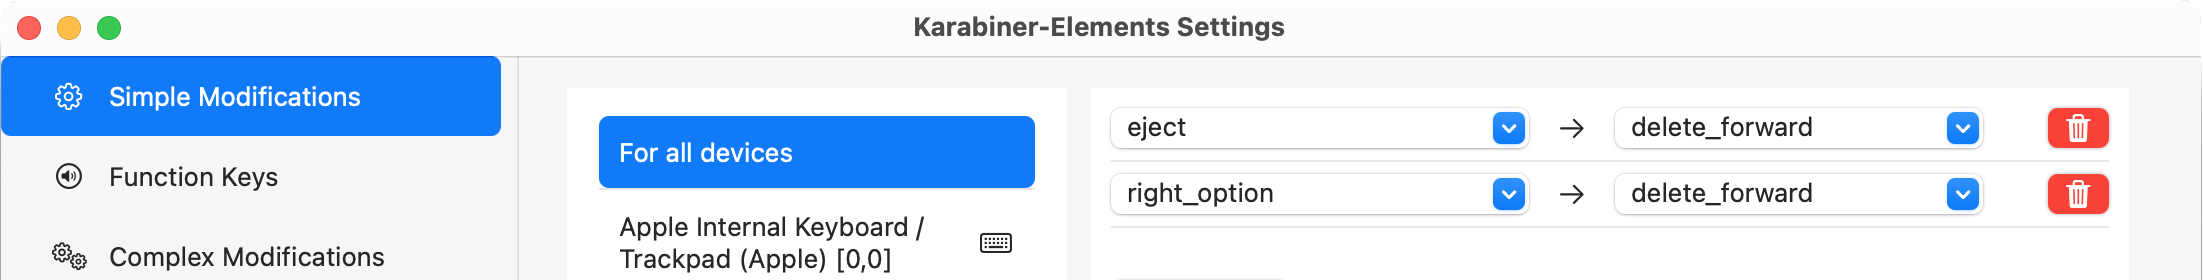 Karabiner-Elements Settings
Simple Modifications
Function Keys
Complex Modifications
For all devices
Apple Internal Keyboard /
Trackpad (Apple) [0,0]
eject → delete_forward
right_option → delete_forward